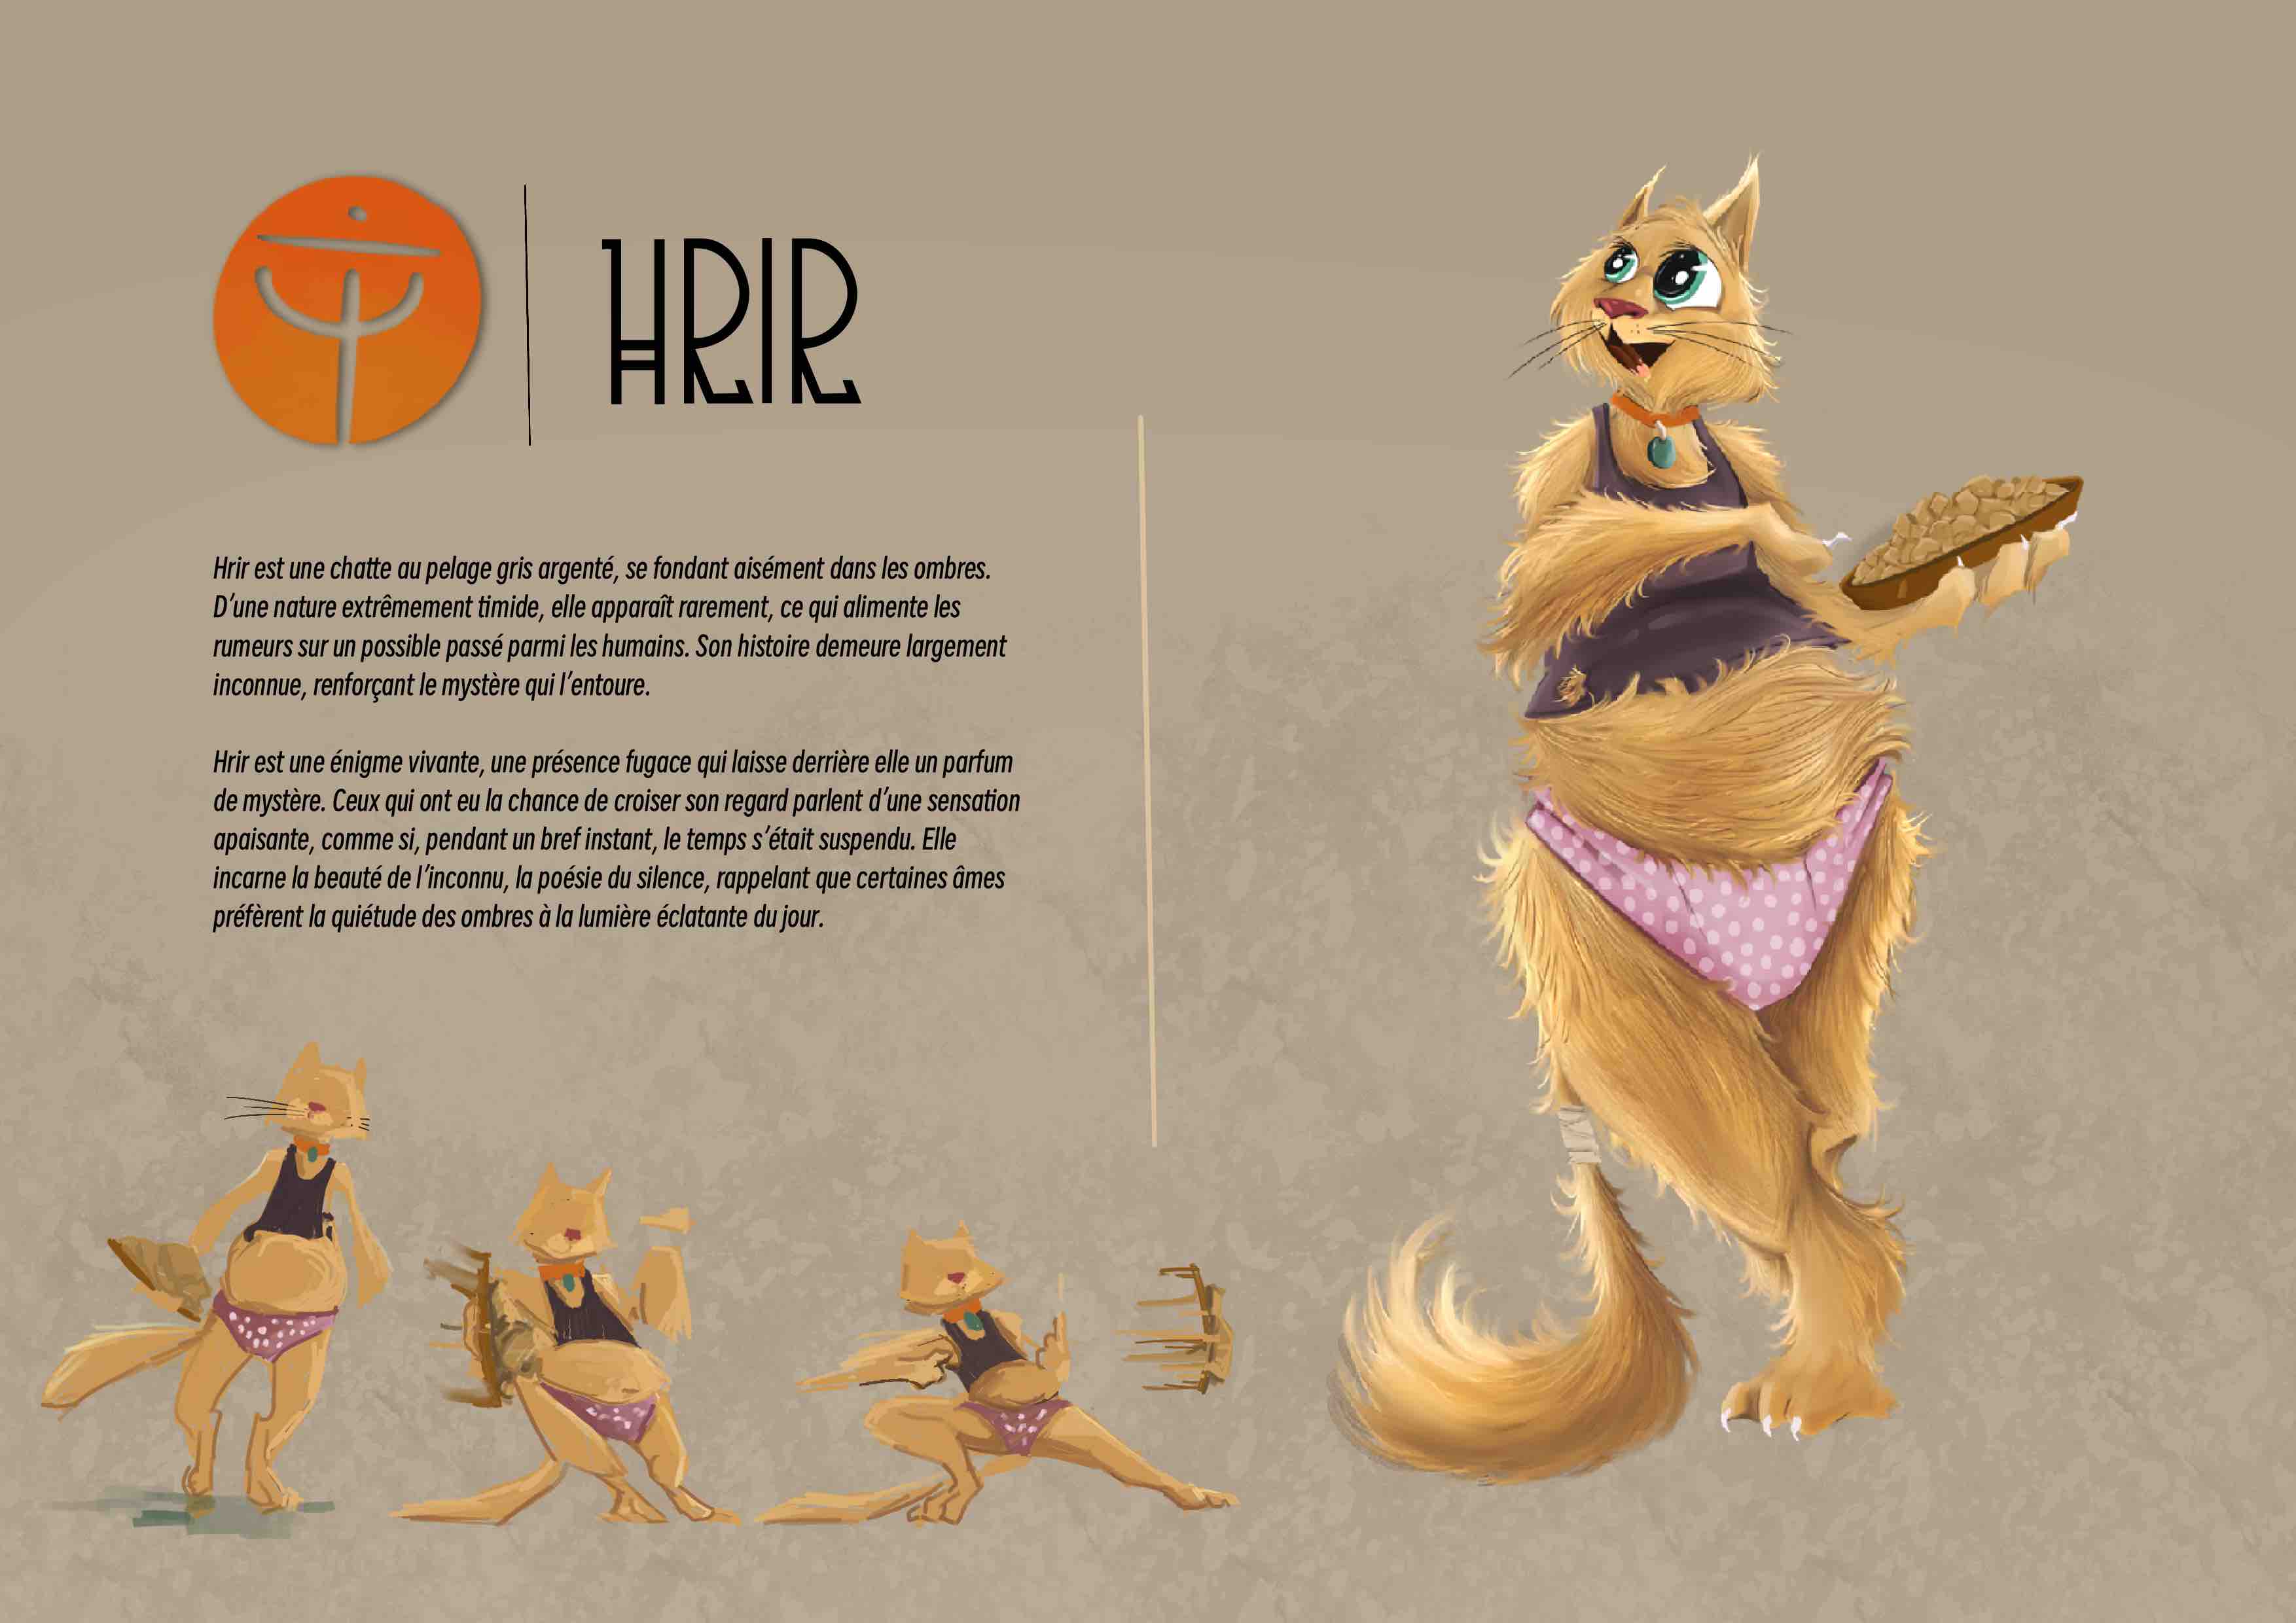 HRIR
Hrir est une chatte au pelage gris argenté, se fondant aisément dans les ombres.
D'une nature extrêmement timide, elle apparaît rarement, ce qui alimente les
rumeurs sur un possible passé parmi les humains. Son histoire demeure largement
inconnue, renforçant le mystère qui l'entoure.
Hrir est une énigme vivante, une présence fugace qui laisse derrière elle un parfum
de mystère. Ceux qui ont eu la chance de croiser son regard parlent d'une sensation
apaisante, comme si, pendant un bref instant, le temps s'était suspendu. Elle
incarne la beauté de l'inconnu, la poésie du silence, rappelant que certaines âmes
préfèrent la quiétude des ombres à la lumière éclatante du jour.